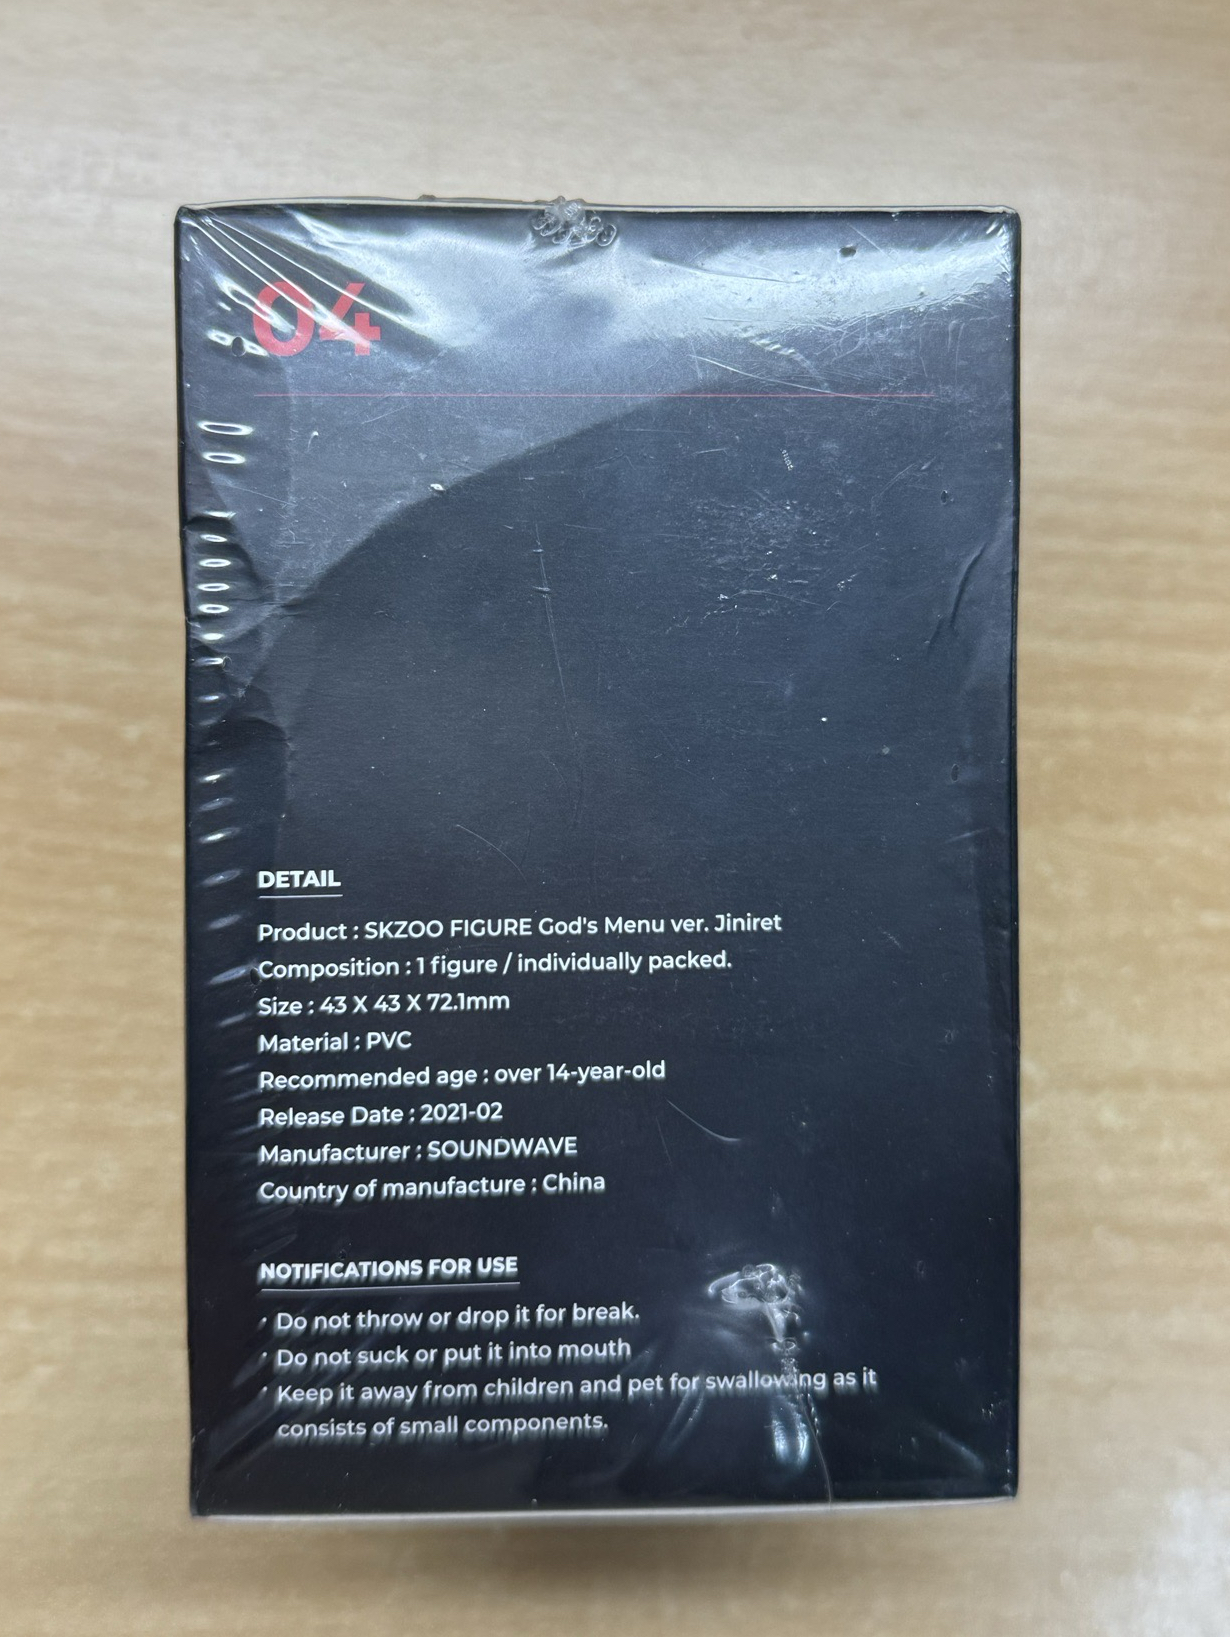 04
DETAIL
Product : SKZOO FIGURE God's Menu ver. Jiniret
Composition : 1 figure / individually packed.
Size : 43 X 43 X 72.1mm
Material : PVC
Recommended age : over 14-year-old
Release Date : 2021-02
Manufacturer : SOUNDWAVE
Country of manufacture : China
NOTIFICATIONS FOR USE
· Do not throw or drop it for break.
· Do not suck or put it into mouth
· Keep it away from children and pet for swallowing as it
consists of small components.